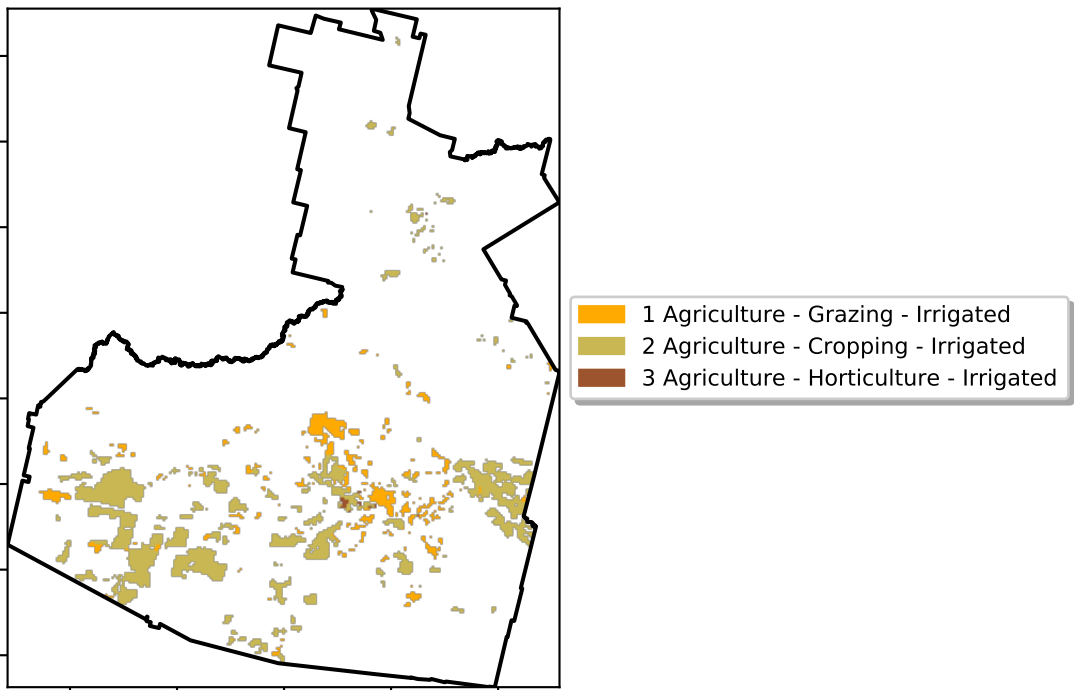 1 Agriculture - Grazing - Irrigated
2 Agriculture - Cropping - Irrigated
3 Agriculture - Horticulture - Irrigated